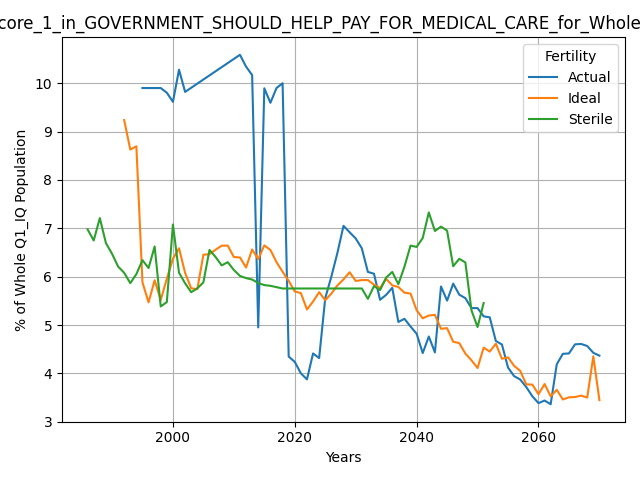 core_1_in_GOVERNMENT_SHOULD_HELP_PAY_FOR_MEDICAL_CARE_for_Whole
Fertility
Actual
Ideal
Sterile
% of Whole Q1_IQ Population
10
9
8
7
6
5
4
3
2000
2020
2040
2060
Years